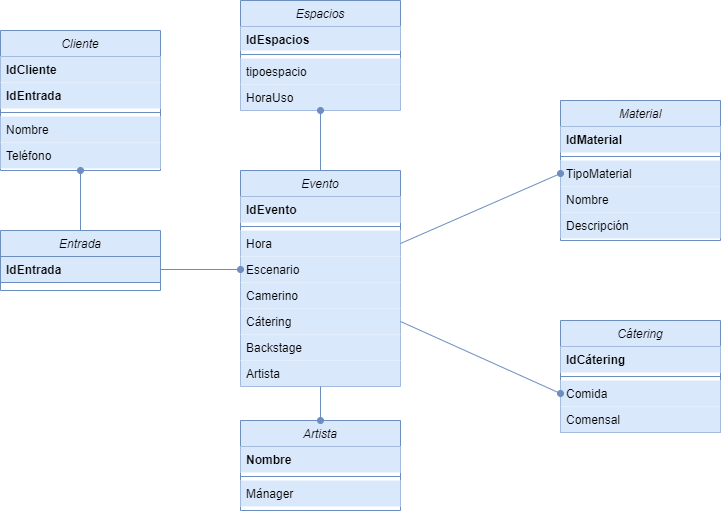 Espacios
IdEspacios
tipoespacio
HoraUso
Cliente
IdCliente
IdEntrada
Nombre
Teléfono
Material
IdMaterial
TipoMaterial
Nombre
Descripción
Evento
IdEvento
Hora
Escenario
Camerino
Cátering
Backstage
Artista
Entrada
IdEntrada
Cátering
IdCátering
Comida
Comensal
Artista
Nombre
Mánager